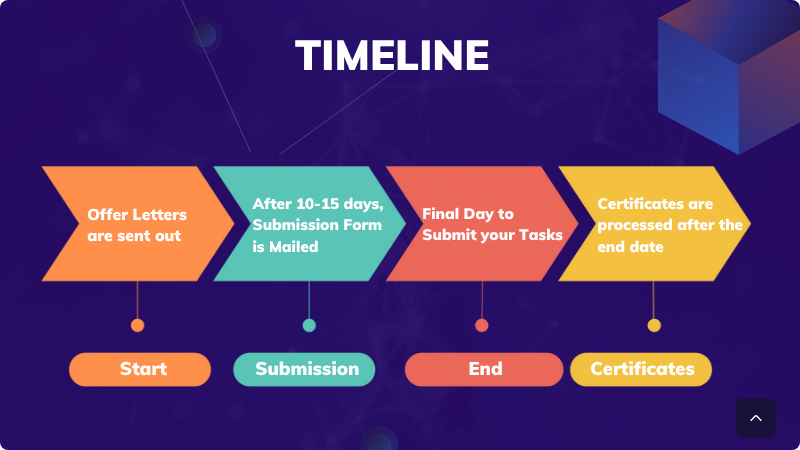 TIMELINE
Offer Letters
are sent out
After 10-15 days,
Submission Form
is Mailed
Final Day to
Submit your Tasks
Certificates are
processed after the
end date
Start
Submission
End
Certificates